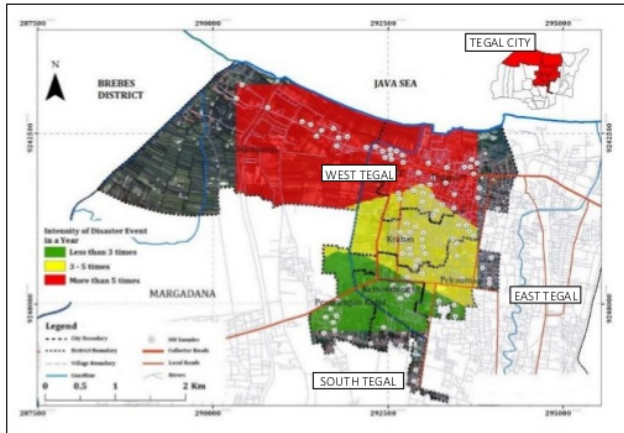 287500
290000
292500
295000
TEGAL CITY
N
BREBES
DISTRICT
JAVA SEA
9242500
9242500
WEST TEGAL
Kraton
Intensity of Disaster Event
in a Year
Less than 3 times
3 - 5 times
More than 5 times
Pekauman
MARGADANA
EAST TEGAL
9240000
9240000
Legend
City Boundary
District Boundary
Village Boundary
Coastline
HH Samples
Collector Roads
Local Roads
Rivers
0 0.5 1 2 Km
SOUTH TEGAL
287500
290000
292500
295000